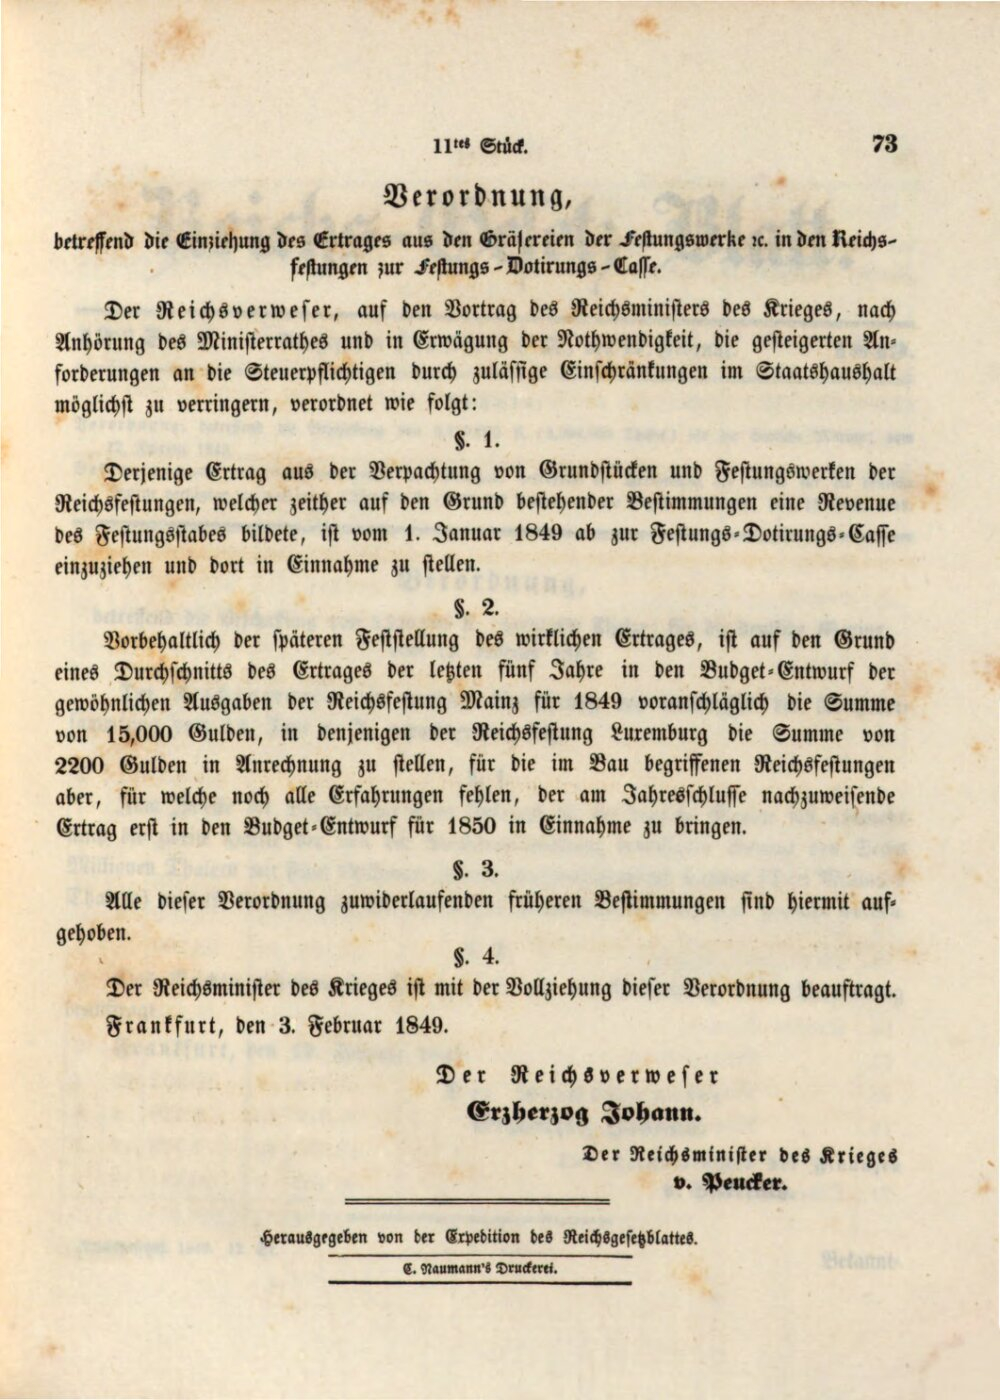 11tes Stück.
73
Verordnung,
betreffend die Einziehung des Ertrages aus den Gräsereien der Festungswerke ꝛc. in den Reichs-
festungen zur Festungs-Dotirungs-Casse.
Der Reichsverweser, auf den Vortrag des Reichsministers des Krieges, nach
Anhörung des Ministerrathes und in Erwägung der Nothwendigkeit, die gesteigerten An-
forderungen an die Steuerpflichtigen durch zulässige Einschränkungen im Staatshaushalt
möglichst zu verringern, verordnet wie folgt:
§. 1.
Derjenige Ertrag aus der Verpachtung von Grundstücken und Festungswerken der
Reichsfestungen, welcher zeither auf den Grund bestehender Bestimmungen eine Revenue
des Festungsstabes bildete, ist vom 1. Januar 1849 ab zur Festungs-Dotirungs-Casse
einzuziehen und dort in Einnahme zu stellen.
§. 2.
Vorbehaltlich der späteren Feststellung des wirklichen Ertrages, ist auf den Grund
eines Durchschnitts des Ertrages der letzten fünf Jahre in den Budget-Entwurf der
gewöhnlichen Ausgaben der Reichsfestung Mainz für 1849 voranschläglich die Summe
von 15,000 Gulden, in denjenigen der Reichsfestung Luxemburg die Summe von
2200 Gulden in Anrechnung zu stellen, für die im Bau begriffenen Reichsfestungen
aber, für welche noch alle Erfahrungen fehlen, der am Jahresschlusse nachzuweisende
Ertrag erst in den Budget-Entwurf für 1850 in Einnahme zu bringen.
§. 3.
Alle dieser Verordnung zuwiderlaufenden früheren Bestimmungen sind hiermit auf-
gehoben.
§. 4.
Der Reichsminister des Krieges ist mit der Vollziehung dieser Verordnung beauftragt.
Frankfurt, den 3. Februar 1849.
Der Reichsverweser
Erzherzog Johann.
Der Reichsminister des Krieges
v. Peucker.
Herausgegeben von der Expedition des Reichsgesetzblattes.
C. Naumann's Druckerei.